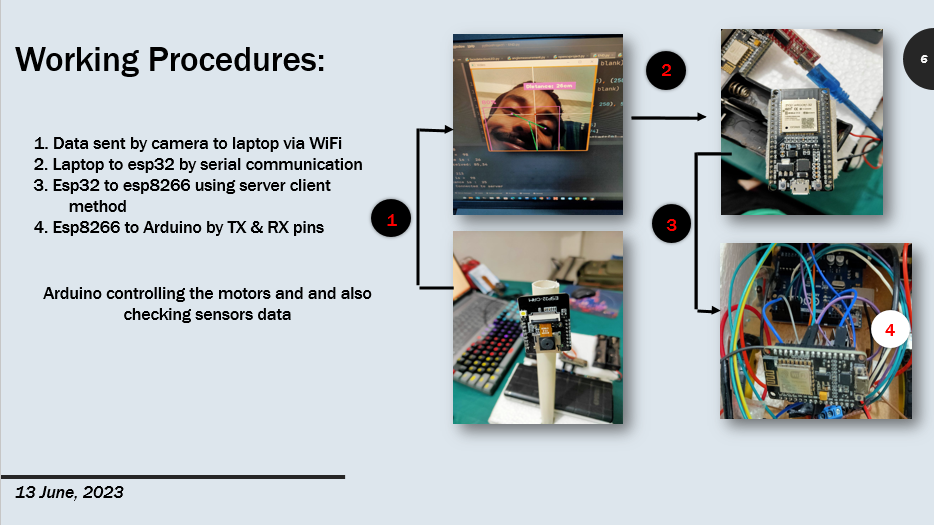 Working Procedures:
6
1. Data sent by camera to laptop via WiFi
2. Laptop to esp32 by serial communication
3. Esp32 to esp8266 using server client
method
4. Esp8266 to Arduino by TX & RX pins
Arduino controlling the motors and and also
checking sensors data
1
2
3
4
ESP32-CAM
13 June, 2023